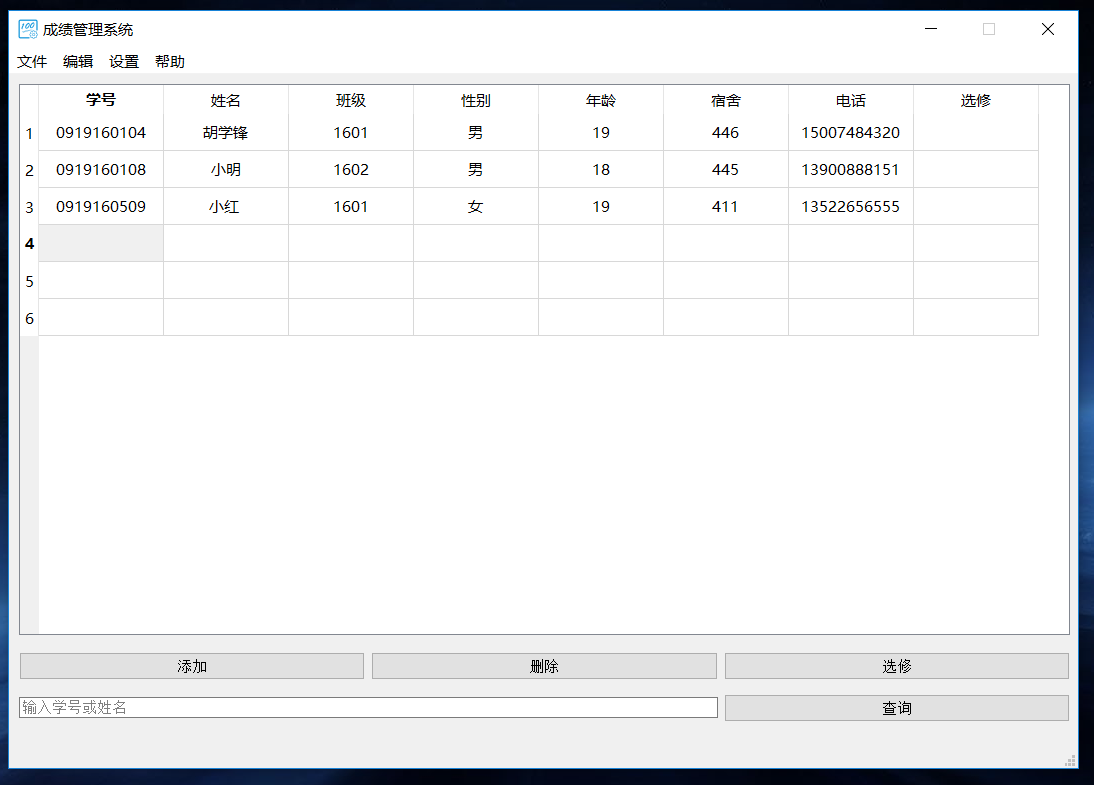 100 成绩管理系统
文件 编辑 设置 帮助
学号 姓名 班级 性别 年龄 宿舍 电话 选修
1 0919160104 胡学锋 1601 男 19 446 15007484320
2 0919160108 小明 1602 男 18 445 13900888151
3 0919160509 小红 1601 女 19 411 13522656555
4
5
6
添加 删除 选修
输入学号或姓名 查询